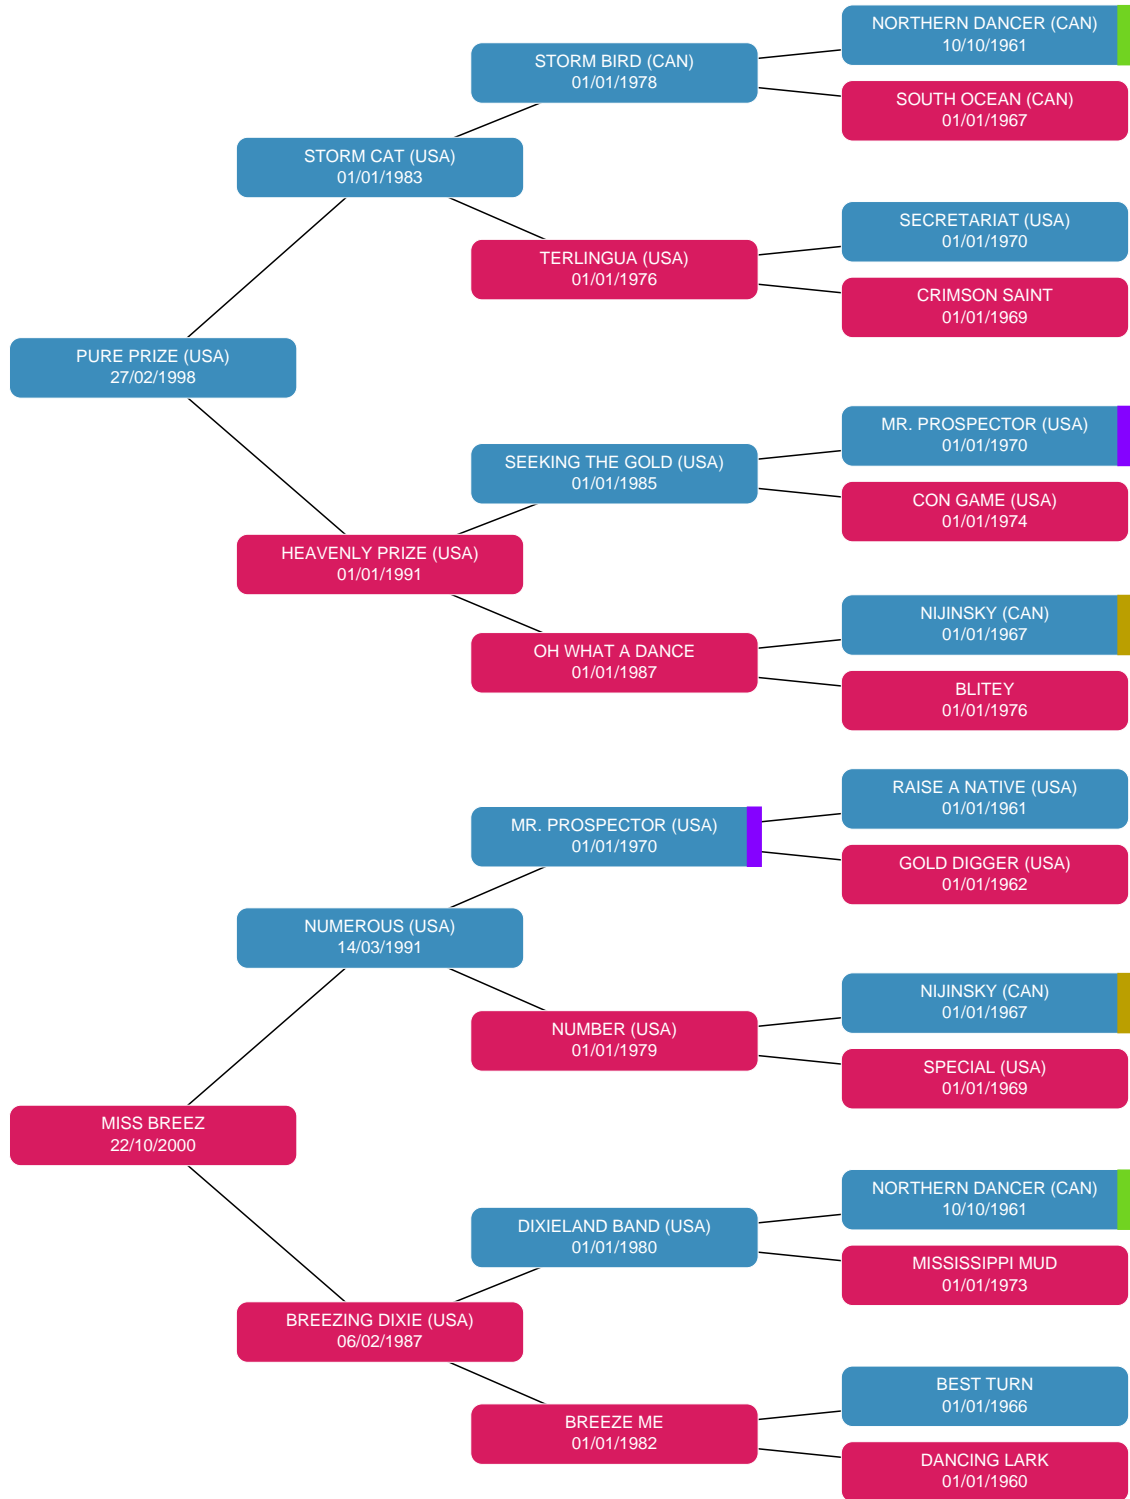 NORTHERN DANCER (CAN)
10/10/1961
STORM BIRD (CAN)
01/01/1978
SOUTH OCEAN (CAN)
01/01/1967
STORM CAT (USA)
01/01/1983
SECRETARIAT (USA)
01/01/1970
TERLINGUA (USA)
01/01/1976
CRIMSON SAINT
01/01/1969
PURE PRIZE (USA)
27/02/1998
MR. PROSPECTOR (USA)
01/01/1970
SEEKING THE GOLD (USA)
01/01/1985
CON GAME (USA)
01/01/1974
HEAVENLY PRIZE (USA)
01/01/1991
NIJINSKY (CAN)
01/01/1967
OH WHAT A DANCE
01/01/1987
BLITEY
01/01/1976
RAISE A NATIVE (USA)
01/01/1961
MR. PROSPECTOR (USA)
01/01/1970
GOLD DIGGER (USA)
01/01/1962
NUMEROUS (USA)
14/03/1991
NIJINSKY (CAN)
01/01/1967
NUMBER (USA)
01/01/1979
SPECIAL (USA)
01/01/1969
MISS BREEZ
22/10/2000
NORTHERN DANCER (CAN)
10/10/1961
DIXIELAND BAND (USA)
01/01/1980
MISSISSIPPI MUD
01/01/1973
BREEZING DIXIE (USA)
06/02/1987
BEST TURN
01/01/1966
BREEZE ME
01/01/1982
DANCING LARK
01/01/1960